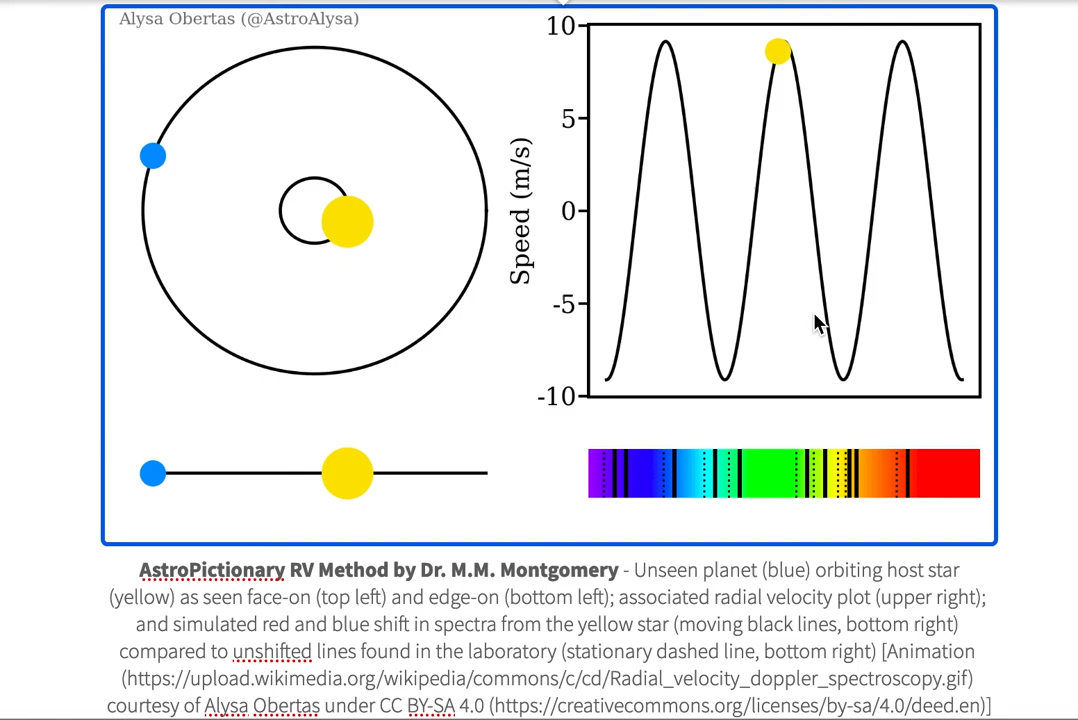 Alysa Obertas (@AstroAlysa)
10
5
0
-5
-10
Speed (m/s)
AstroPictionary RV Method by Dr. M.M. Montgomery - Unseen planet (blue) orbiting host star
(yellow) as seen face-on (top left) and edge-on (bottom left); associated radial velocity plot (upper right);
and simulated red and blue shift in spectra from the yellow star (moving black lines, bottom right)
compared to unshifted lines found in the laboratory (stationary dashed line, bottom right) [Animation
(https://upload.wikimedia.org/wikipedia/commons/c/cd/Radial_velocity_doppler_spectroscopy.gif)
courtesy of Alysa Obertas under CC BY-SA 4.0 (https://creativecommons.org/licenses/by-sa/4.0/deed.en)]